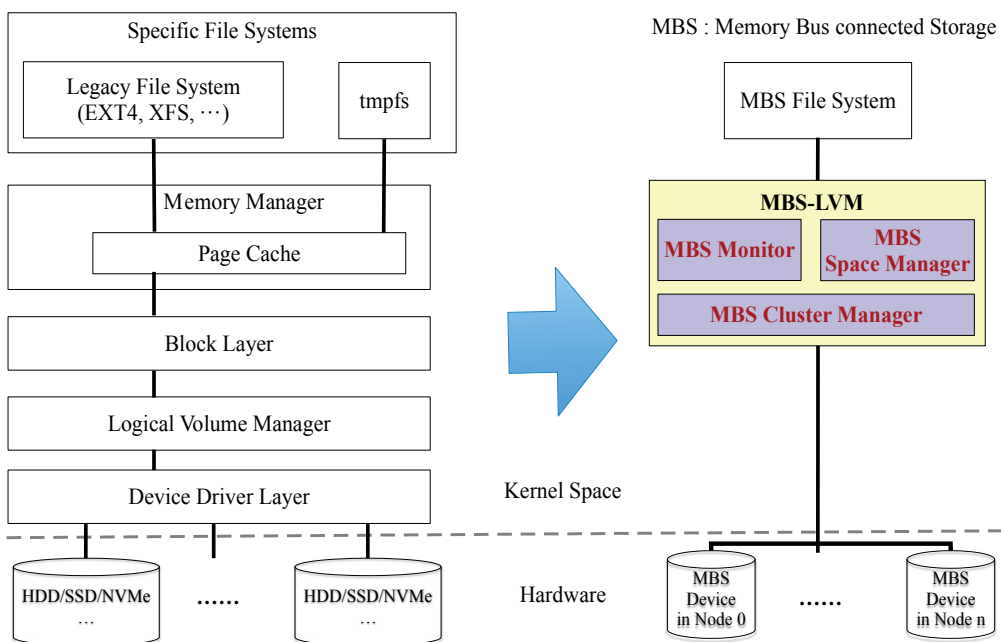 Specific File Systems
Legacy File System
(EXT4, XFS, ⋯)
tmpfs
Memory Manager
Page Cache
Block Layer
Logical Volume Manager
Device Driver Layer
HDD/SSD/NVMe
...
......
HDD/SSD/NVMe
...
Kernel Space
Hardware
MBS : Memory Bus connected Storage
MBS File System
MBS-LVM
MBS Monitor
MBS
Space Manager
MBS Cluster Manager
MBS
Device
in Node 0
......
MBS
Device
in Node n